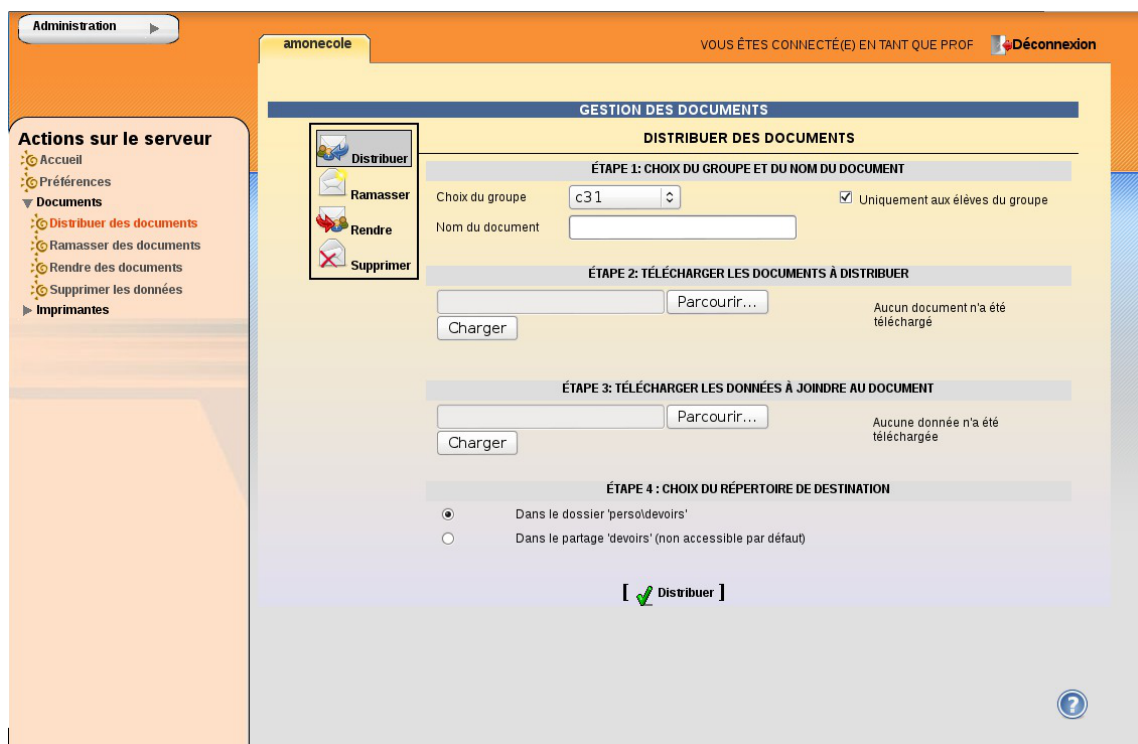 Administration
amonecole
VOUS ÊTES CONNECTÉ(E) EN TANT QUE PROF
Déconnexion
Actions sur le serveur
Accueil
Préférences
Documents
Distribuer des documents
Ramasser des documents
Rendre des documents
Supprimer les données
Imprimantes
GESTION DES DOCUMENTS
Distribuer
Ramasser
Rendre
Supprimer
DISTRIBUER DES DOCUMENTS
ÉTAPE 1: CHOIX DU GROUPE ET DU NOM DU DOCUMENT
Choix du groupe
c31
Uniquement aux élèves du groupe
Nom du document
ÉTAPE 2: TÉLÉCHARGER LES DOCUMENTS À DISTRIBUER
Parcourir...
Charger
Aucun document n'a été
téléchargé
ÉTAPE 3: TÉLÉCHARGER LES DONNÉES À JOINDRE AU DOCUMENT
Parcourir...
Charger
Aucune donnée n'a été
téléchargée
ÉTAPE 4 : CHOIX DU RÉPERTOIRE DE DESTINATION
Dans le dossier 'perso\devoirs'
Dans le partage 'devoirs' (non accessible par défaut)
[ Distribuer ]
?